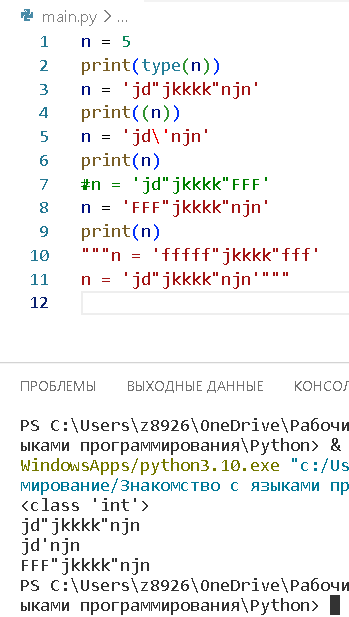 main.py > ...
1 n = 5
2 print(type(n))
3 n = 'jd"jkkkk"njn'
4 print((n))
5 n = 'jd\'njn'
6 print(n)
7 #n = 'jd"jkkkk"FFF'
8 n = 'FFF"jkkkk"njn'
9 print(n)
10 """n = 'fffff"jkkkk"fff'
11 n = 'jd"jkkkk"njn'"""
12
ПРОБЛЕМЫ ВЫХОДНЫЕ ДАННЫЕ КОНСОЛ
PS C:\Users\z8926\OneDrive\Рабочи
ыками программирования\Python> &
WindowsApps/python3.10.exe "c:/Us
мирование/Знакомство с языками пр
<class 'int'>
jd"jkkkk"njn
jd'njn
FFF"jkkkk"njn
PS C:\Users\z8926\OneDrive\Рабочи
ыками программирования\Python>